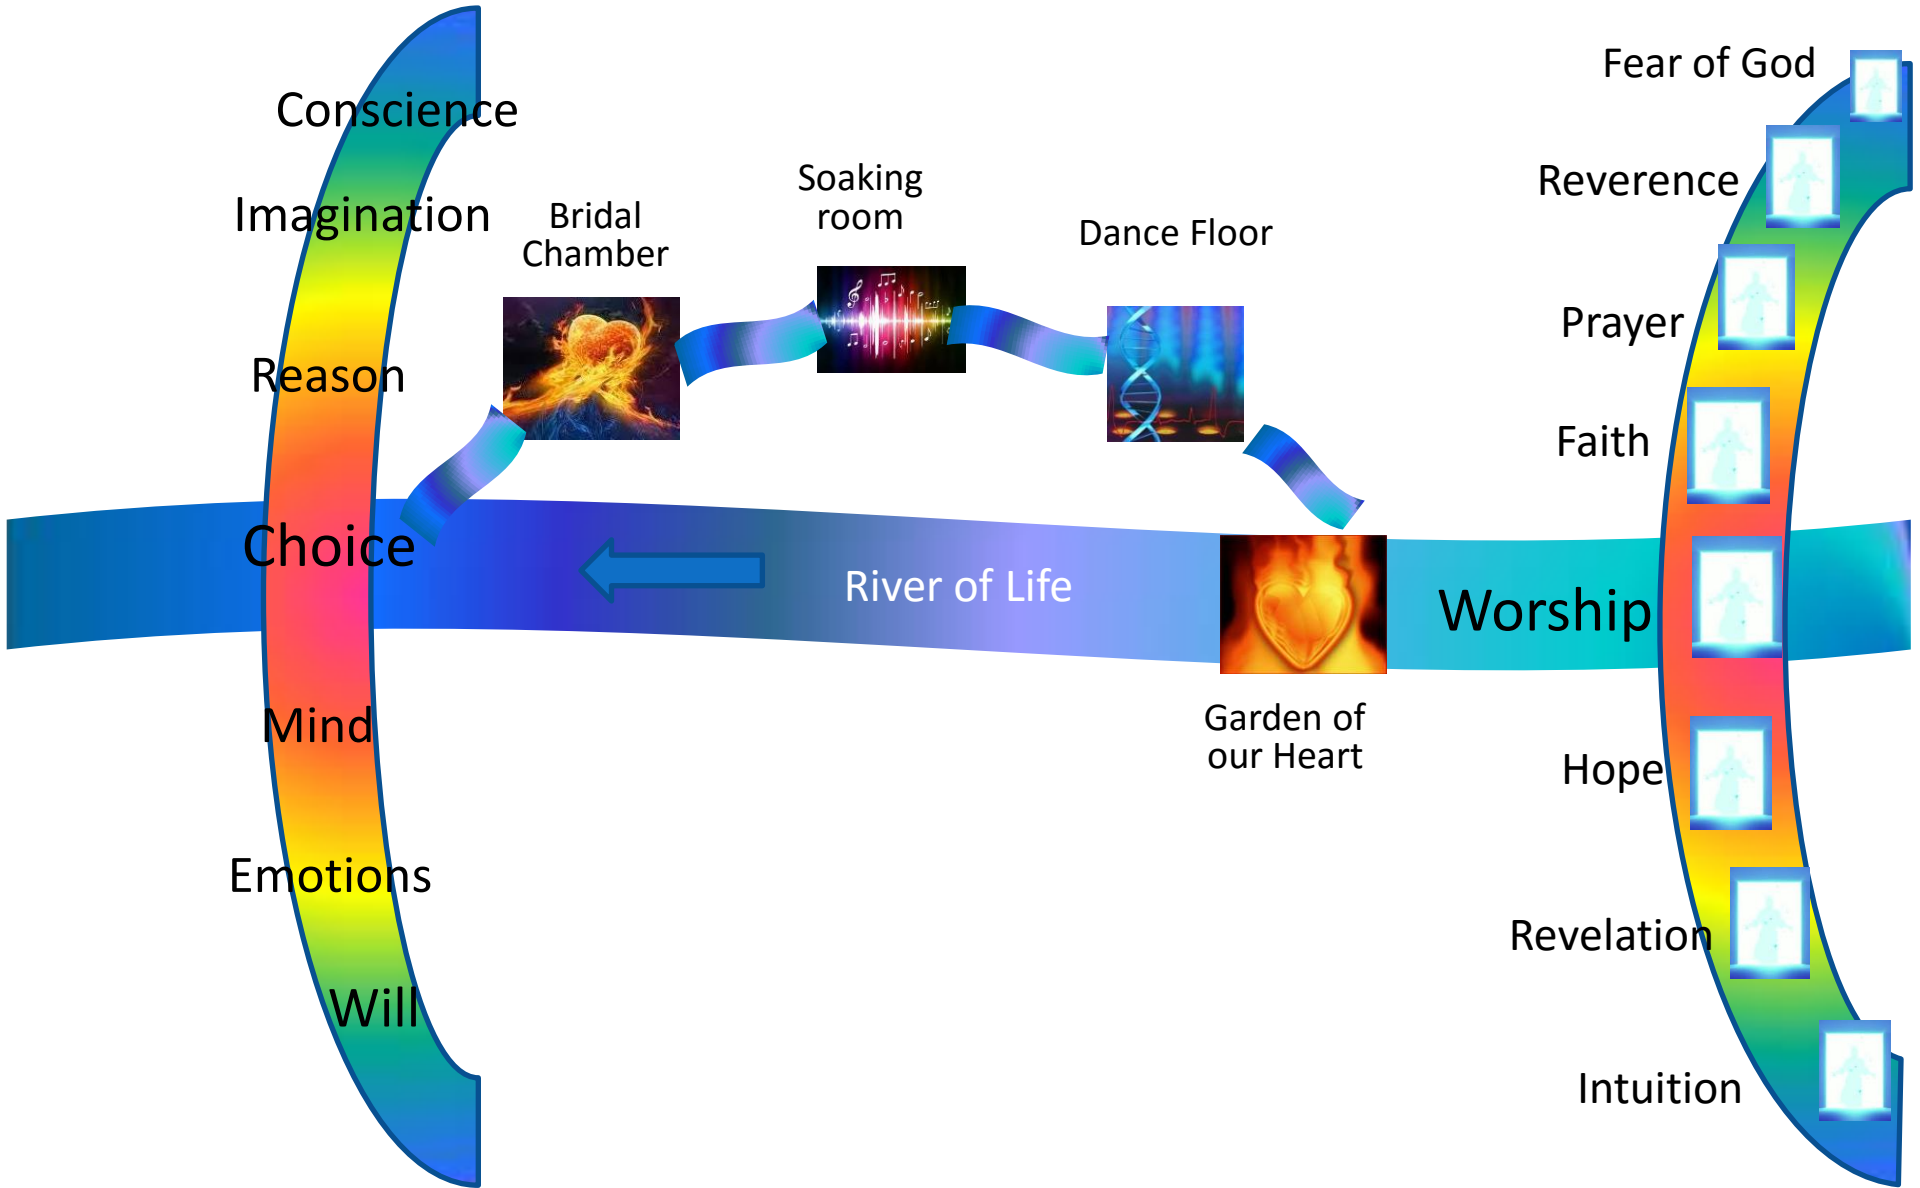 Fear of God
Conscience
Reverence
Soaking
room
Imagination
Bridal
Chamber
Dance Floor
Prayer
Reason
Faith
Choice
River of Life
Worship
Mind
Garden of
our Heart
Hope
Emotions
Revelation
Will
Intuition